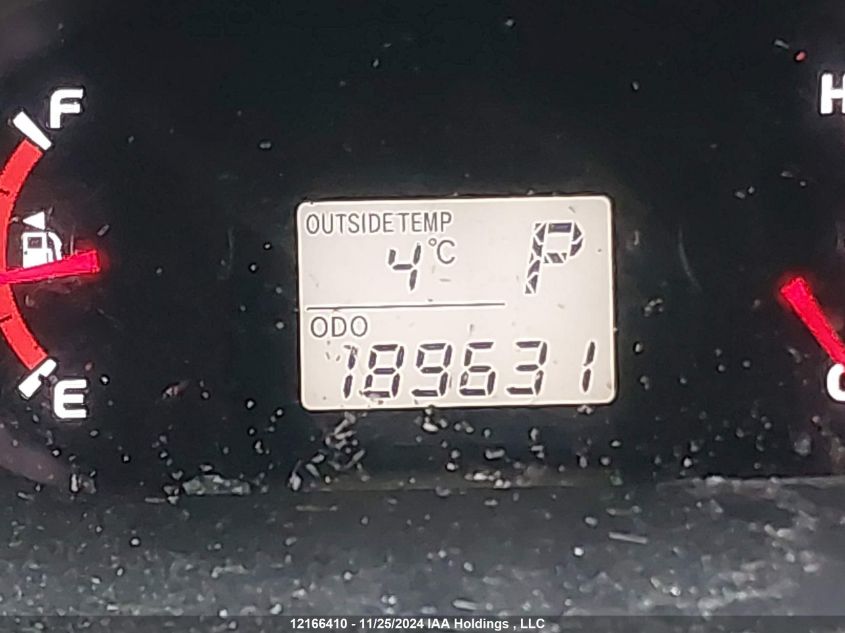 F
H
OUTSIDE TEMP
4°C P
ODO
189631
E
C
12166410 - 11/25/2024 IAA Holdings , LLC